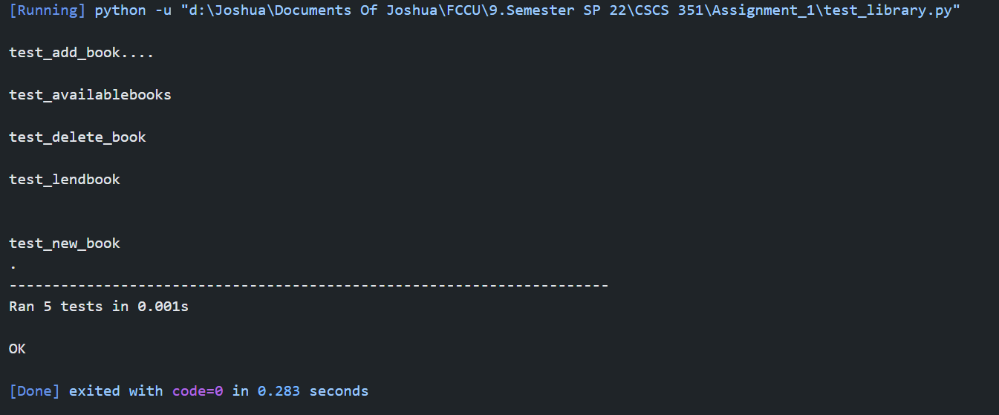 [Running] python -u "d:\Joshua\Documents Of Joshua\FCCU\9.Semester SP 22\CSCS 351\Assignment_1\test_library.py"
test_add_book....
test_availablebooks
test_delete_book
test_lendbook
test_new_book
.
----------------------------------------------------------------------
Ran 5 tests in 0.001s
OK
[Done] exited with code=0 in 0.283 seconds